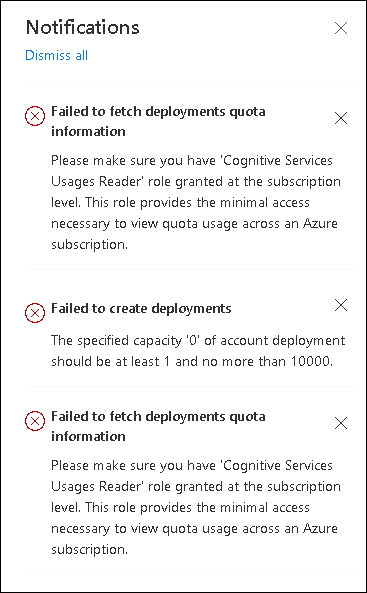 Notifications
Dismiss all
Failed to fetch deployments quota
information
Please make sure you have 'Cognitive Services
Usages Reader' role granted at the subscription
level. This role provides the minimal access
necessary to view quota usage across an Azure
subscription.
Failed to create deployments
The specified capacity '0' of account deployment
should be at least 1 and no more than 10000.
Failed to fetch deployments quota
information
Please make sure you have 'Cognitive Services
Usages Reader' role granted at the subscription
level. This role provides the minimal access
necessary to view quota usage across an Azure
subscription.